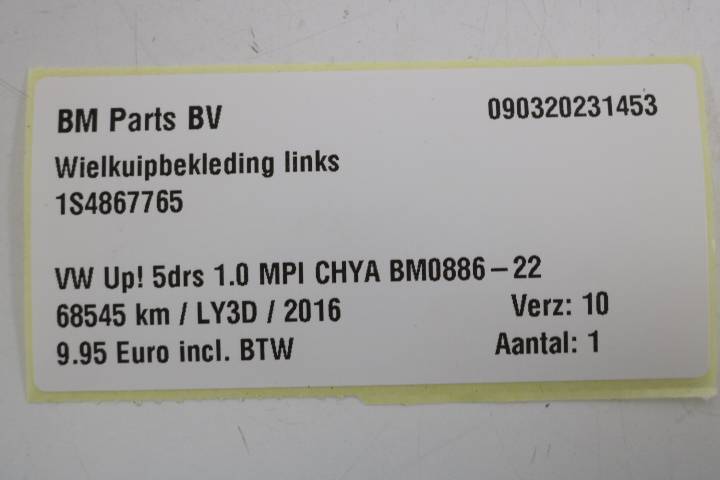 BM Parts BV 090320231453
Wielkuipbekleding links
1S4867765
VW Up! 5drs 1.0 MPI CHYA BM0886-22
68545 km / LY3D / 2016 Verz: 10
9.95 Euro incl. BTW Aantal: 1